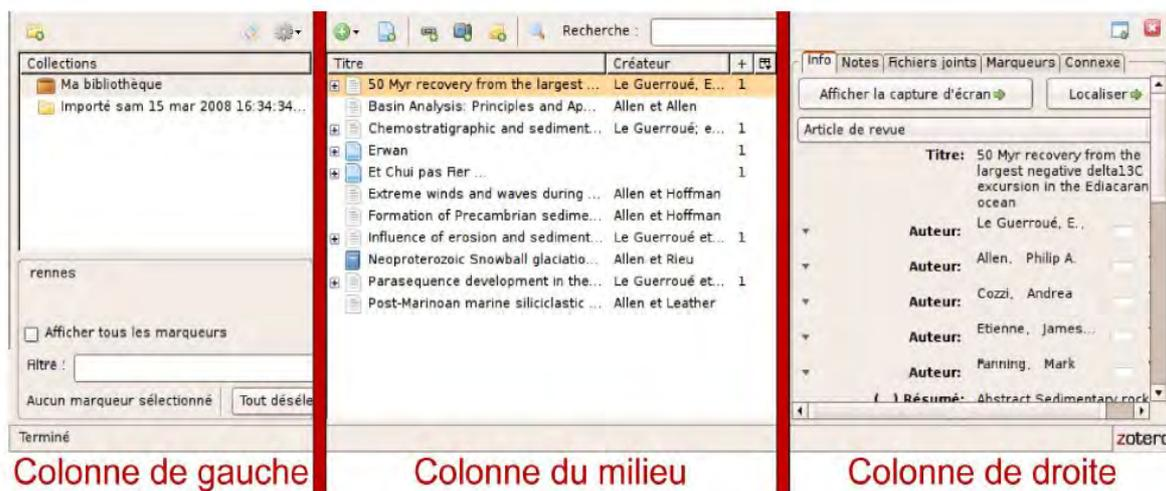 Collections
Ma bibliothèque
Importé sam 15 mar 2008 16:34:34...
rennes
Afficher tous les marqueurs
Filtre :
Aucun marqueur sélectionné
Tout déséle
Terminé
Colonne de gauche
Recherche :
Titre Créateur +
50 Myr recovery from the largest ... Le Guerroué, E... 1
Basin Analysis: Principles and Ap... Allen et Allen
Chemostratigraphic and sediment... Le Guerroué; e... 1
Erwan 1
Et Chui pas Fier ... 1
Extreme winds and waves during ... Allen et Hoffman
Formation of Precambrian sedime... Allen et Hoffman
Influence of erosion and sediment... Le Guerroué et... 1
Neoproterozoic Snowball glaciatio... Allen et Rieu
Parasequence development in the... Le Guerroué et... 1
Post-Marinoan marine siliciclastic ... Allen et Leather
Colonne du milieu
Info Notes Fichiers joints Marqueurs Connexe
Afficher la capture d'écran Localiser
Article de revue
Titre: 50 Myr recovery from the
largest negative delta13C
excursion in the Ediacaran
ocean
Auteur: Le Guerroué, E.,
Auteur: Allen, Philip A.
Auteur: Cozzi, Andrea
Auteur: Etienne, James...
Auteur: Fanning, Mark
(...) Résumé: Abstract Sedimentary rock
zotero
Colonne de droite